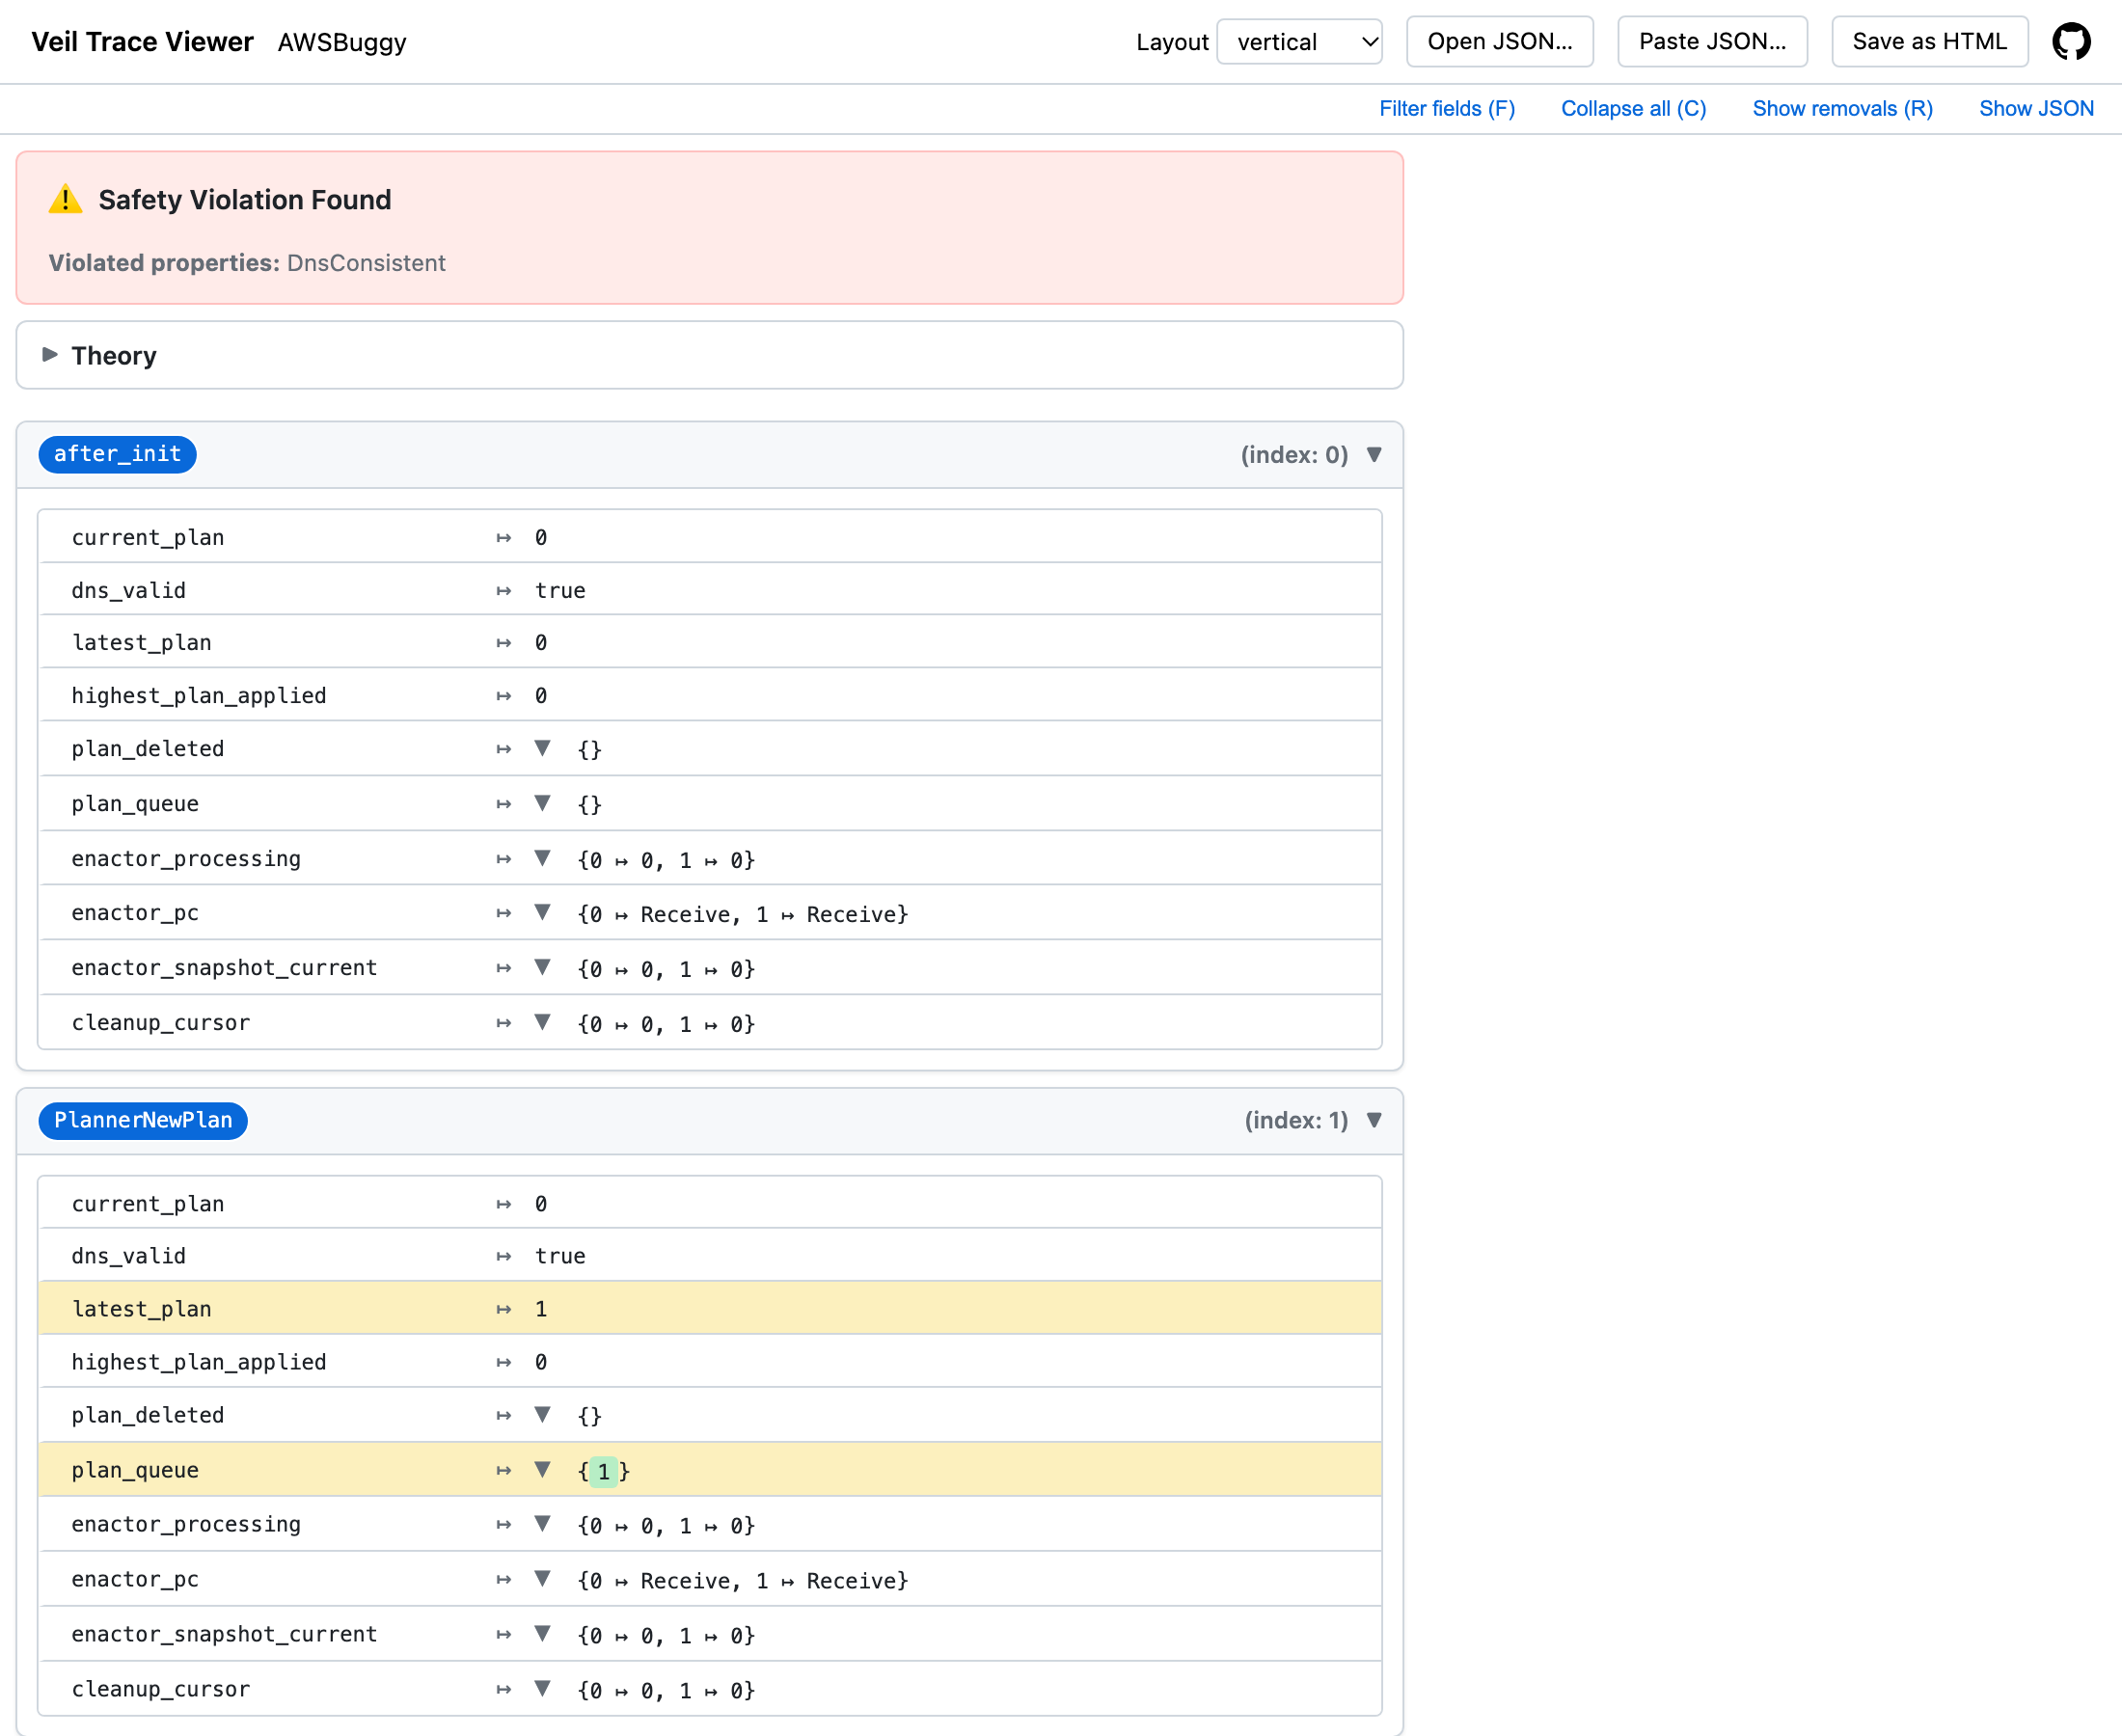 Veil Trace Viewer AWSBuggy Layout vertical Open JSON... Paste JSON... Save as HTML
Filter fields (F) Collapse all (C) Show removals (R) Show JSON
Safety Violation Found
Violated properties: DnsConsistent
▶ Theory
after_init (index: 0) ▼
current_plan ↦ 0
dns_valid ↦ true
latest_plan ↦ 0
highest_plan_applied ↦ 0
plan_deleted ↦ ▼ {}
plan_queue ↦ ▼ {}
enactor_processing ↦ ▼ {0 ↦ 0, 1 ↦ 0}
enactor_pc ↦ ▼ {0 ↦ Receive, 1 ↦ Receive}
enactor_snapshot_current ↦ ▼ {0 ↦ 0, 1 ↦ 0}
cleanup_cursor ↦ ▼ {0 ↦ 0, 1 ↦ 0}
PlannerNewPlan (index: 1) ▼
current_plan ↦ 0
dns_valid ↦ true
latest_plan ↦ 1
highest_plan_applied ↦ 0
plan_deleted ↦ ▼ {}
plan_queue ↦ ▼ {1}
enactor_processing ↦ ▼ {0 ↦ 0, 1 ↦ 0}
enactor_pc ↦ ▼ {0 ↦ Receive, 1 ↦ Receive}
enactor_snapshot_current ↦ ▼ {0 ↦ 0, 1 ↦ 0}
cleanup_cursor ↦ ▼ {0 ↦ 0, 1 ↦ 0}